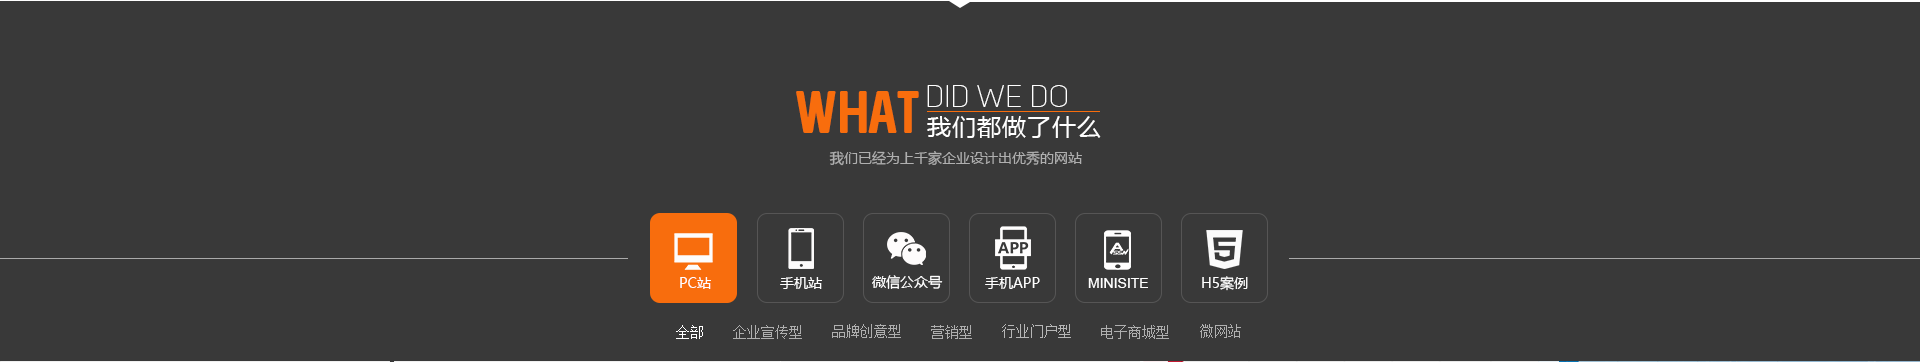 WHAT DID WE DO
我们都做了什么
我们已经为上千家企业设计出优秀的网站
APP 5
PC站 手机站 微信公众号 手机APP MINISITE H5案例
全部 企业宣传型 品牌创意型 营销型 行业门户型 电子商城型 微网站